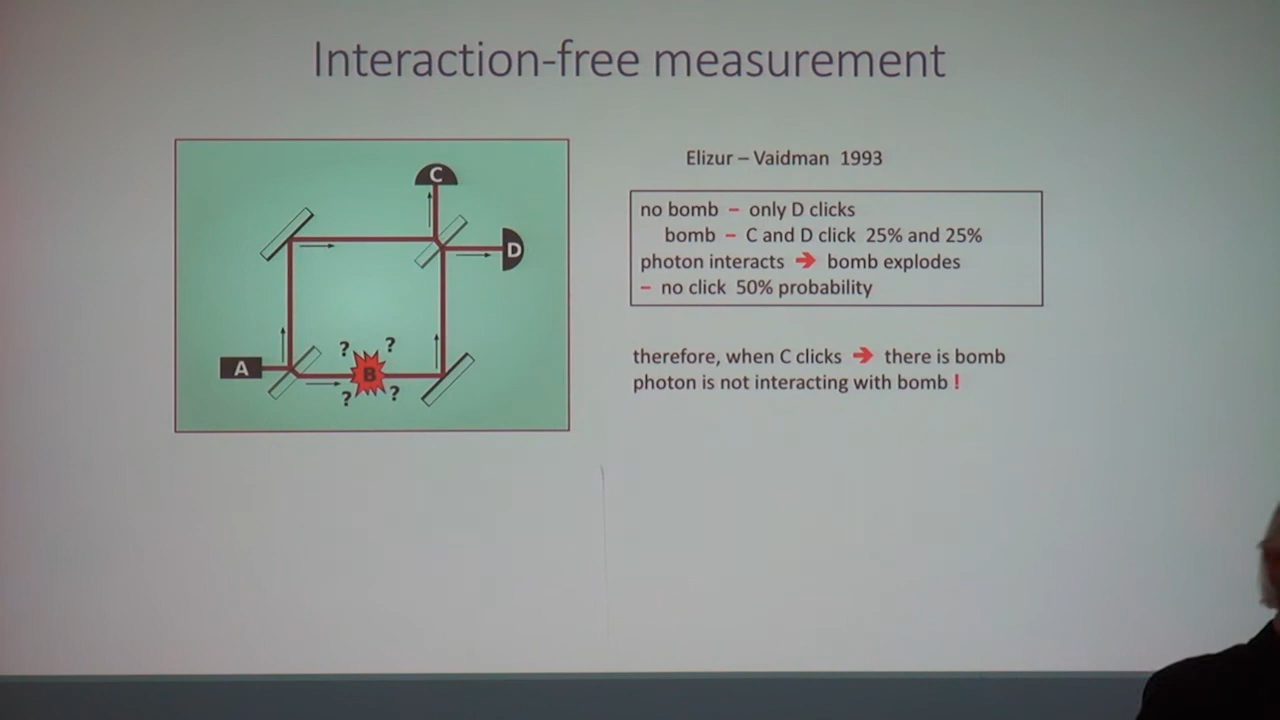 Interaction-free measurement
C
D
A
? ?
B
? ?
Elizur – Vaidman 1993
no bomb – only D clicks
bomb – C and D click 25% and 25%
photon interacts ➔ bomb explodes
– no click 50% probability
therefore, when C clicks ➔ there is bomb
photon is not interacting with bomb !